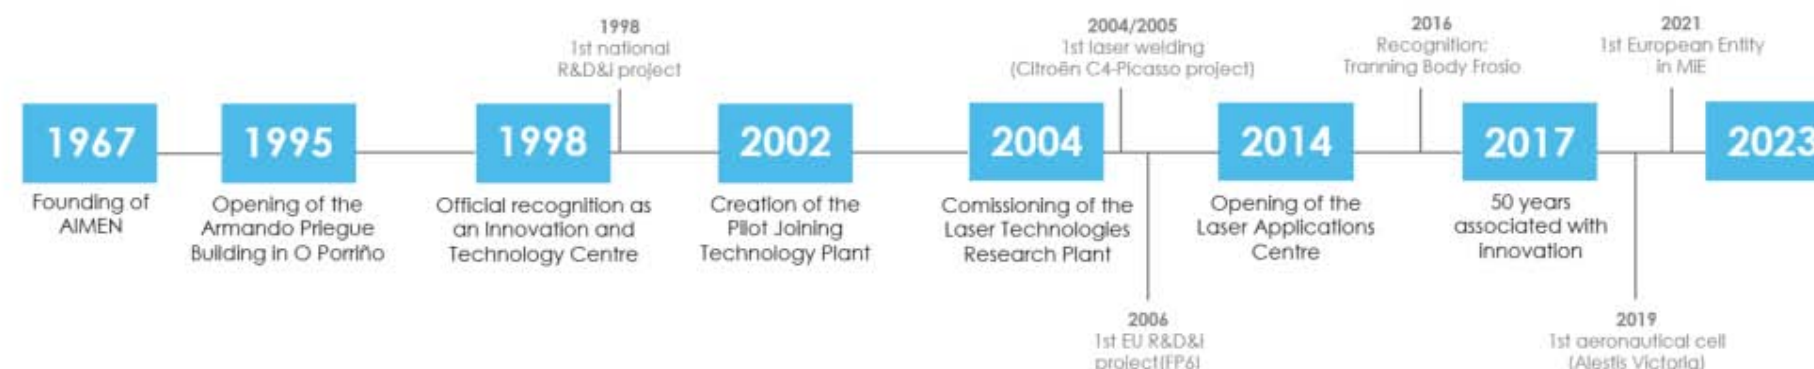 1998
1st national
R&D&i project
2004/2005
1st laser welding
(Citroën C4-Picasso project)
2016
Recognition:
Tranning Body Frosio
2021
1st European Entity
in MiE
1967
1995
1998
2002
2004
2014
2017
2023
Founding of
AIMEN
Opening of the
Armando Priegue
Building in O Porriño
Official recognition as
an Innovation and
Technology Centre
Creation of the
Pilot Joining
Technology Plant
Comissioning of the
Laser Technologies
Research Plant
Opening of the
Laser Applications
Centre
50 years
associated with
innovation
2006
1st EU R&D&i
project(FP6)
2019
1st aeronautical cell
(Alestis Victoria)